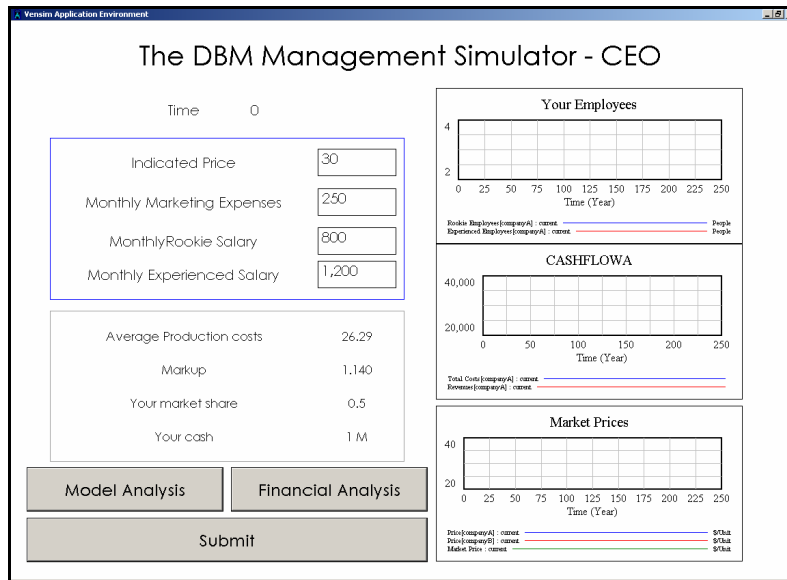 Vensim Application Environment
The DBM Management Simulator - CEO
Time 0
Indicated Price 30
Monthly Marketing Expenses 250
MonthlyRookie Salary 800
Monthly Experienced Salary 1,200
Average Production costs 26.29
Markup 1.140
Your market share 0.5
Your cash 1 M
Model Analysis
Financial Analysis
Submit
Your Employees
4
2
0 25 50 75 100 125 150 175 200 225 250
Time (Year)
Rookie Employees[companyA] : current People
Experienced Employees[companyA] : current People
CASHFLOWA
40,000
20,000
0 50 100 150 200 250
Time (Year)
Total Costs[companyA] : current
Revenues[companyA] : current
Market Prices
40
20
0 25 50 75 100 125 150 175 200 225 250
Time (Year)
Price[companyA] : current $/Unit
Price[companyB] : current $/Unit
Market Price : current $/Unit